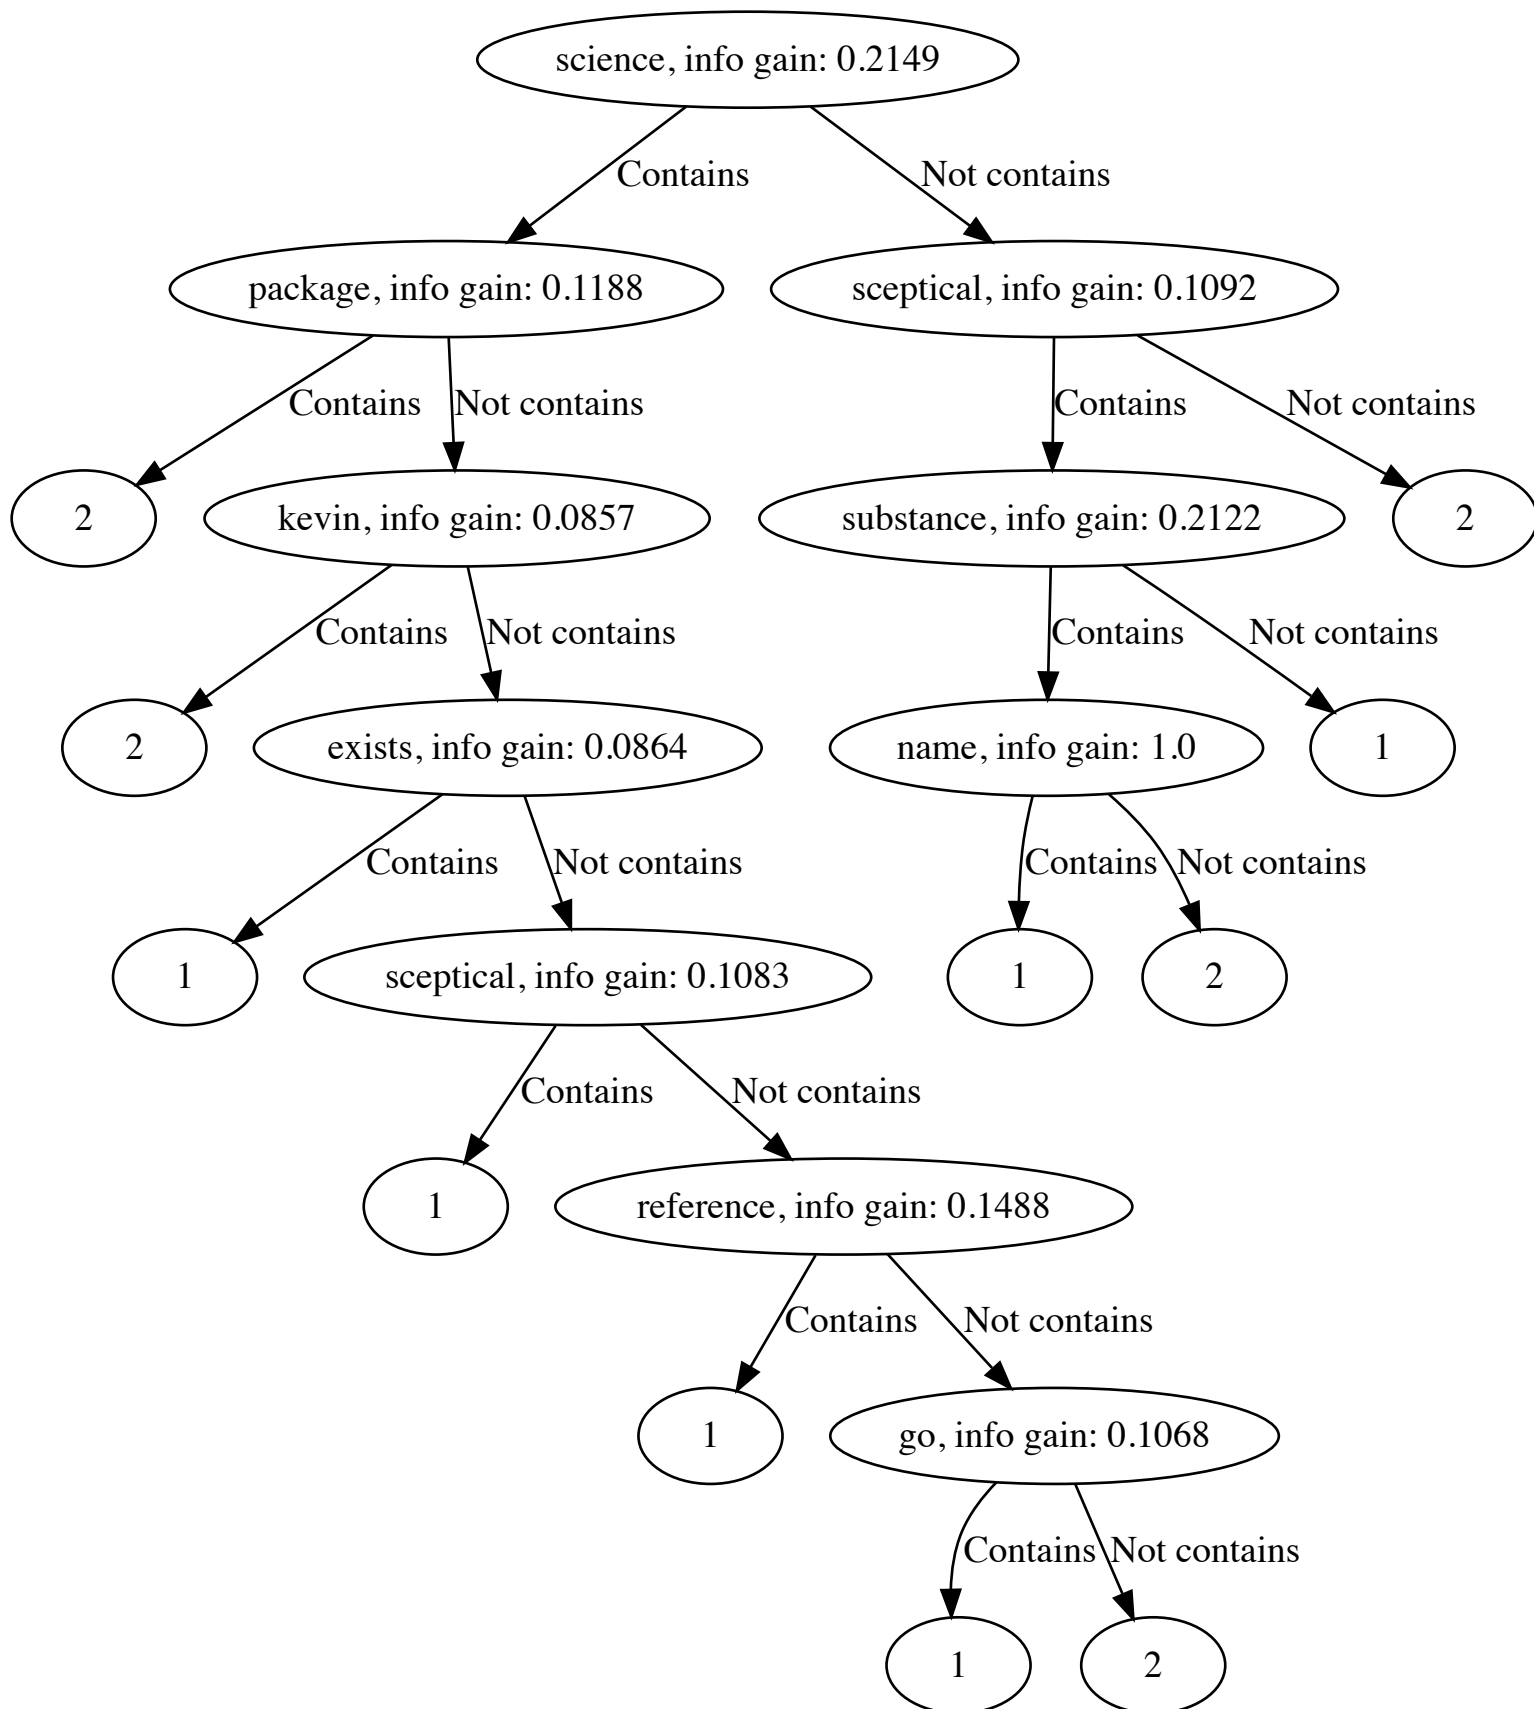 science, info gain: 0.2149
Contains
Not contains
package, info gain: 0.1188
sceptical, info gain: 0.1092
Contains
Not contains
Contains
Not contains
2
kevin, info gain: 0.0857
substance, info gain: 0.2122
2
Contains
Not contains
Contains
Not contains
2
exists, info gain: 0.0864
name, info gain: 1.0
1
Contains
Not contains
Contains
Not contains
1
sceptical, info gain: 0.1083
1
2
Contains
Not contains
1
reference, info gain: 0.1488
Contains
Not contains
1
go, info gain: 0.1068
Contains
Not contains
1
2